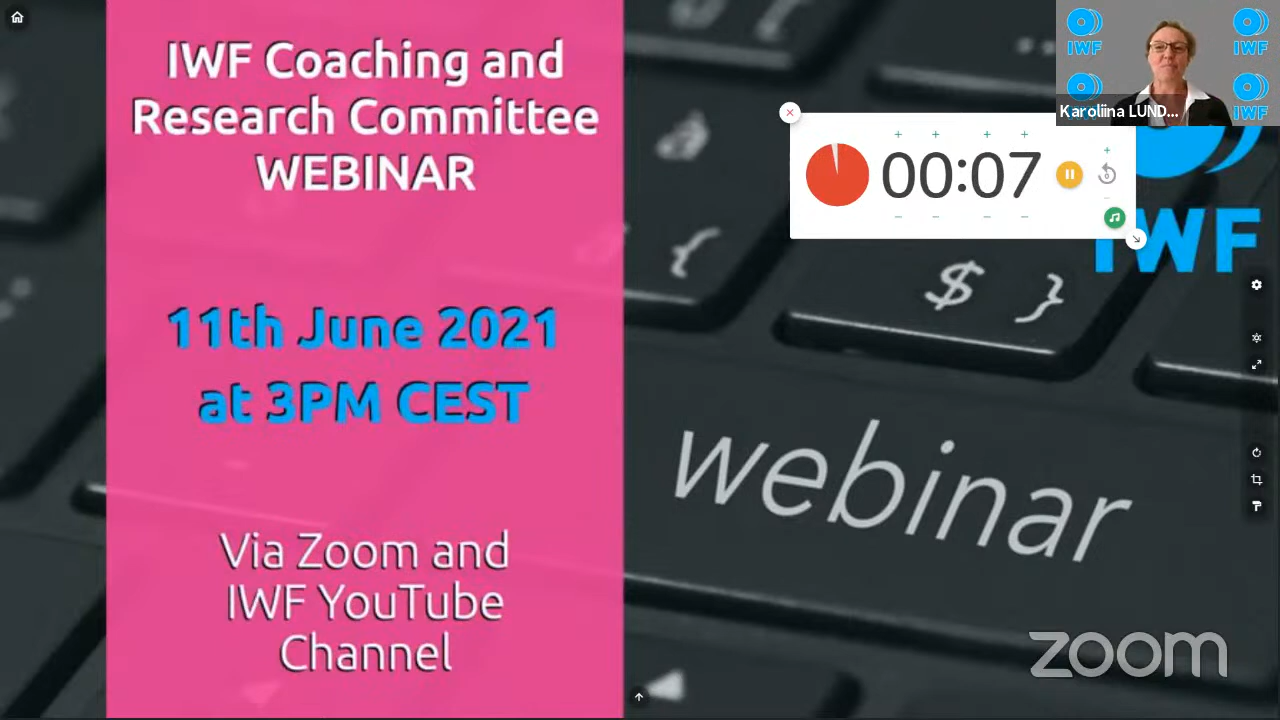 IWF Coaching and
Research Committee
WEBINAR
11th June 2021
at 3PM CEST
Via Zoom and
IWF YouTube
Channel
00:07
IWF
IWF
IWF
IWF
Karoliina LUND...
IWF
{
$ }
webinar
zoom